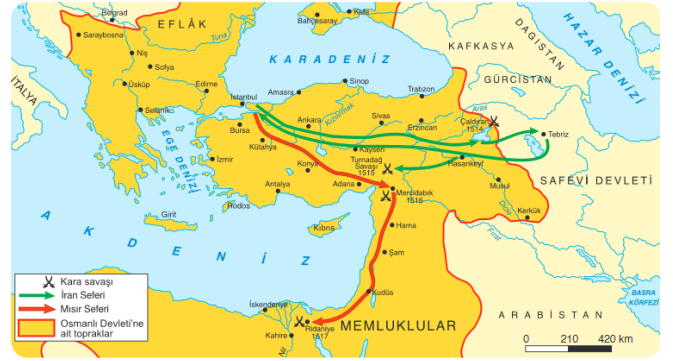 Belgrad
EFLÂK
Kefe
Bahçesaray
Saraybosna
Tuna
Niş
Sofya
Üsküp
Edirne
Selanik
İTALYA
KARADENİZ
KAFKASYA
DAĞISTAN
GÜRCİSTAN
HAZAR DENİZİ
İstanbul
Amasra
Sinop
Trabzon
Aras
Bursa
Ankara
Kızılırmak
Sivas
Erzincan
Çaldıran
1514
Tebriz
EGE DENİZİ
İzmir
Kütahya
Konya
Kayseri
Turnadağ
Savaşı
1515
Hasankeyf
Musul
SAFEVİ DEVLETİ
Antalya
Adana
Mercidabık
1516
Dicle
Kerkük
Rodos
Girit
Kıbrıs
Hama
Fırat
AKDENİZ
Şam
Kudüs
BASRA
KÖRFEZİ
Kara savaşı
İran Seferi
Mısır Seferi
Osmanlı Devleti'ne
ait topraklar
İskenderiye
Ridaniye
1517
Kahire
Nil
MEMLUKLULAR
ARABİSTAN
0 210 420 km